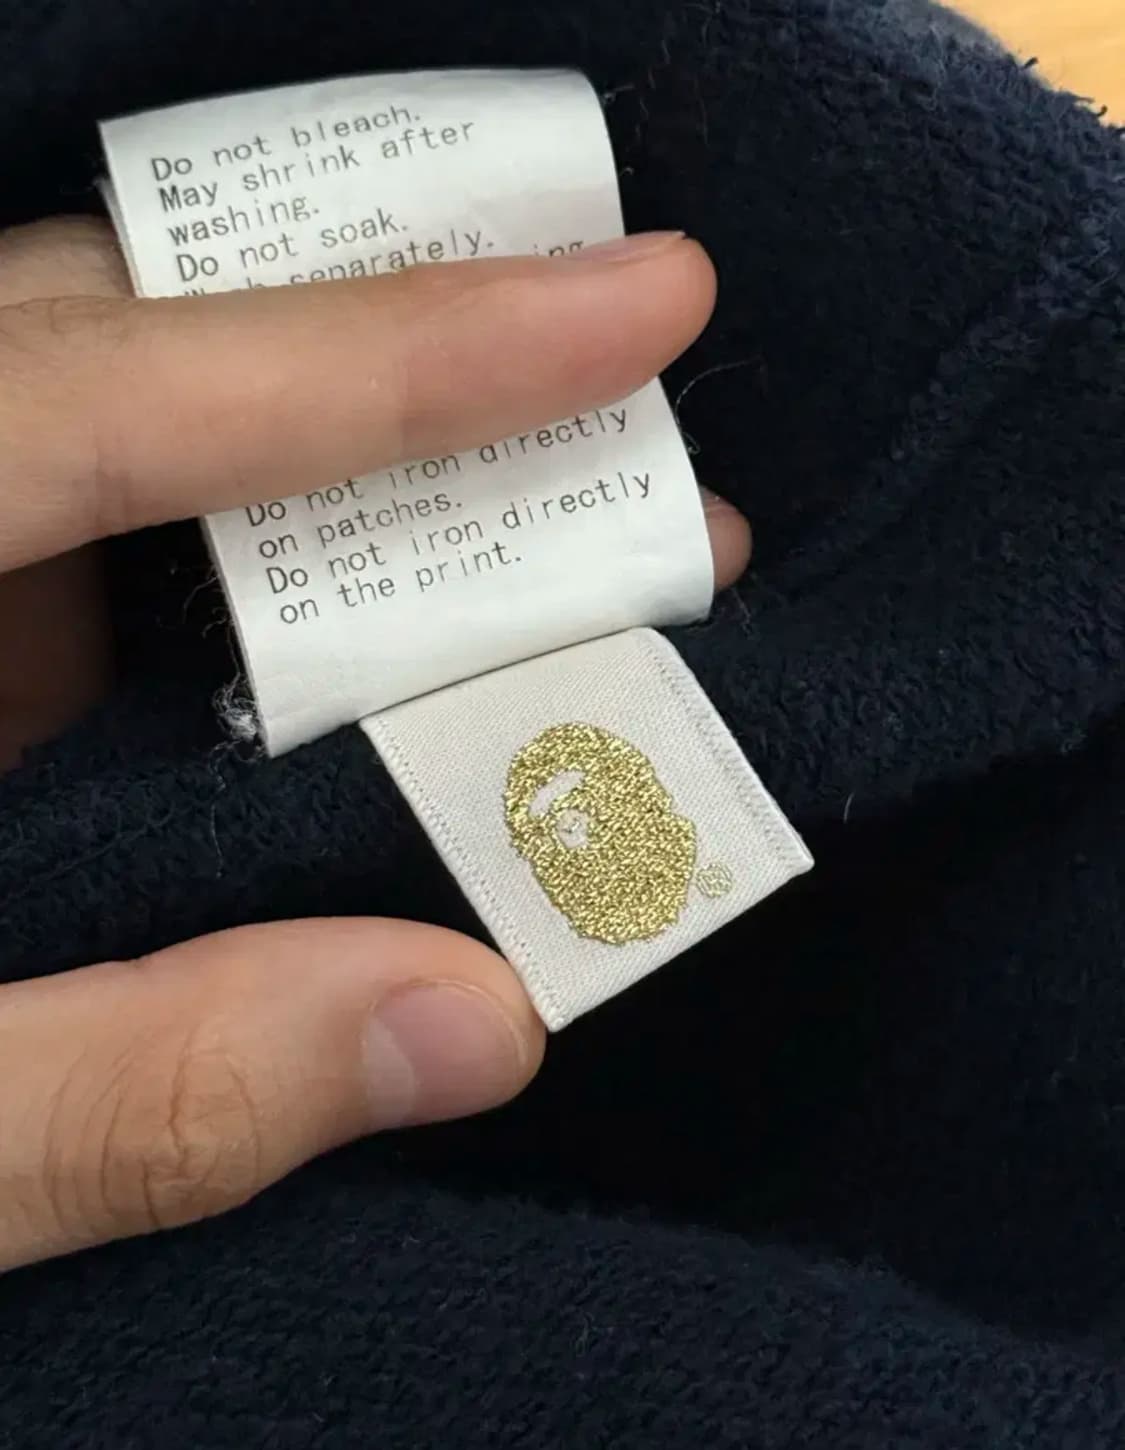 Do not bleach.
May shrink after
washing.
Do not soak.
separately.
Do not iron directly
on patches.
Do not iron directly
on the print.